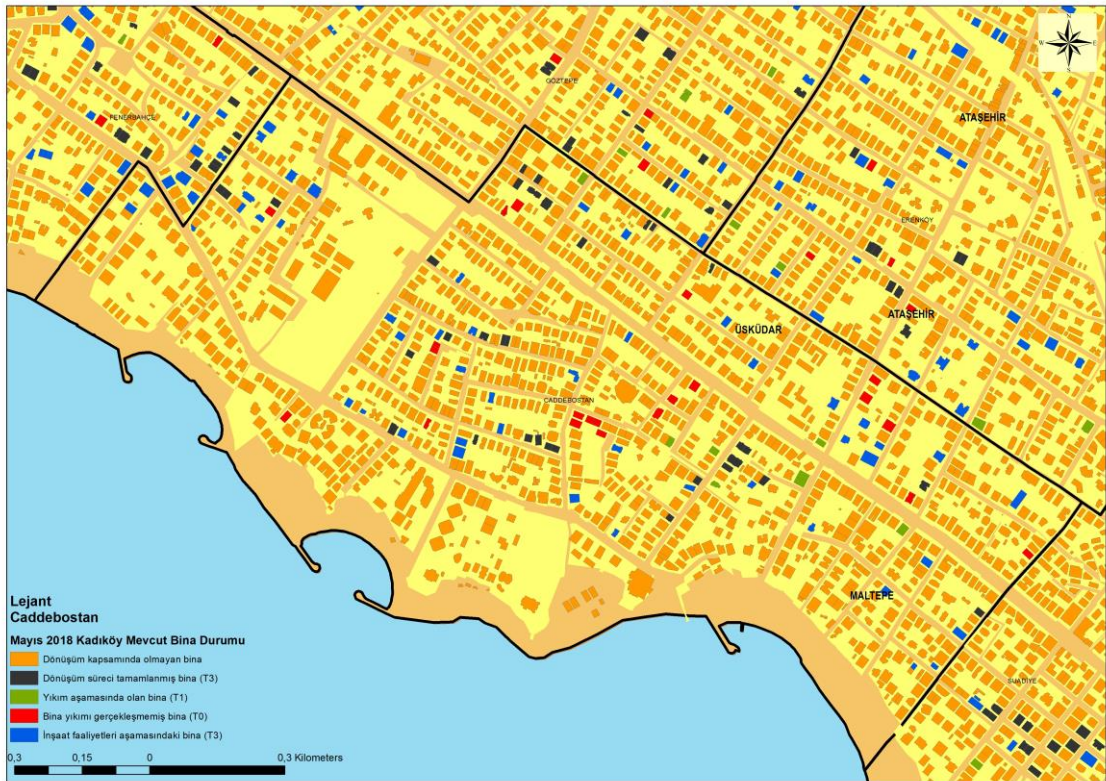 N
W
E
S
GÖZTEPE
FENERBAHÇE
ATAŞEHİR
ERENKÖY
ATAŞEHİR
ÜSKÜDAR
CADDEBOSTAN
MALTEPE
SUADİYE
Lejant
Caddebostan
Mayıs 2018 Kadıköy Mevcut Bina Durumu
Dönüşüm kapsamında olmayan bina
Dönüşüm süreci tamamlanmış bina (T3)
Yıkım aşamasında olan bina (T1)
Bina yıkımı gerçekleşmemiş bina (T0)
İnşaat faaliyetleri aşamasındaki bina (T3)
0,3 0,15 0 0,3 Kilometers